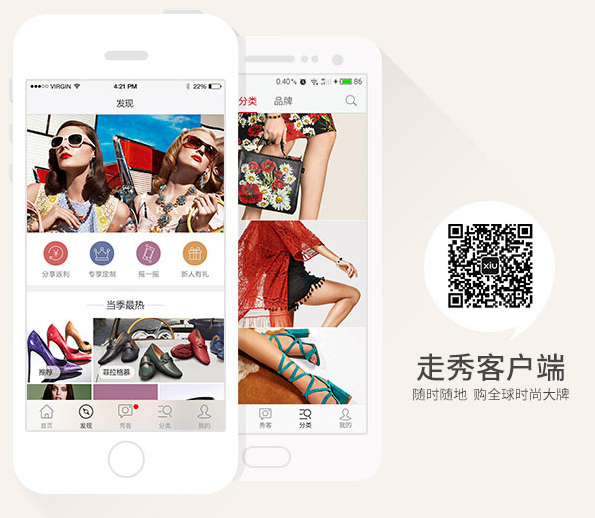 VIRGIN
4:21 PM
22%
发现
分享返利
专享定制
摇一摇
新人有礼
当季最热
推荐
菲拉格慕
首页
发现
秀客
分类
我的
0.40%
86
分类
品牌
秀客
分类
我的
xiu
走秀客户端
随时随地 购全球时尚大牌